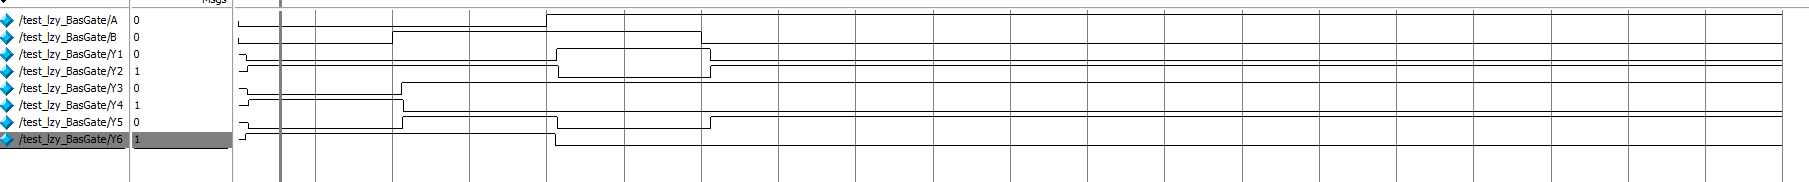 Msgs
/test_lzy_BasGate/A 0
/test_lzy_BasGate/B 0
/test_lzy_BasGate/Y1 0
/test_lzy_BasGate/Y2 1
/test_lzy_BasGate/Y3 0
/test_lzy_BasGate/Y4 1
/test_lzy_BasGate/Y5 0
/test_lzy_BasGate/Y6 1